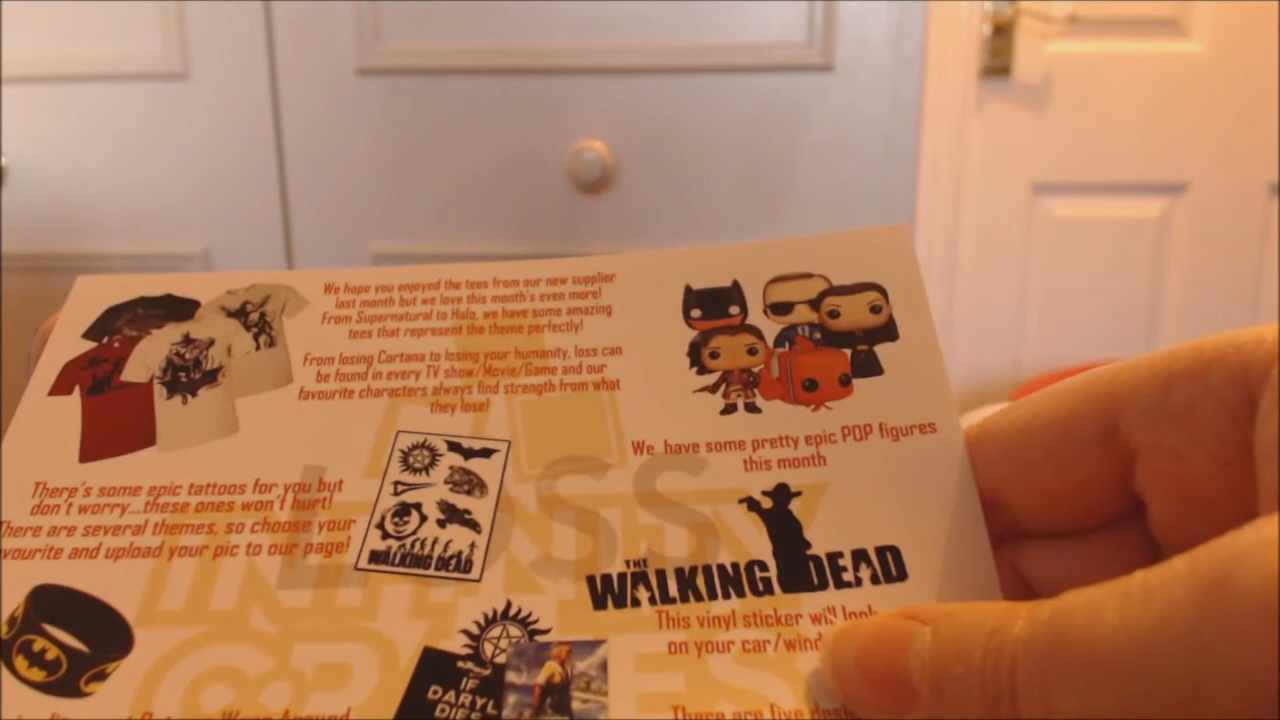 We hope you enjoyed the tees from our new supplier
last month but we love this month's even more!
From Supernatural to Halo, we have some amazing
tees that represent the theme perfectly!
From losing Cortana to losing your humanity, loss can
be found in every TV show/Movie/Game and our
favourite characters always find strength from what
they lose!
We have some pretty epic POP figures
this month
There's some epic tattoos for you but
don't worry...these ones won't hurt!
There are several themes, so choose your
vourite and upload your pic to our page!
WALKING DEAD
LOSS
THE
WALKING DEAD
This vinyl sticker will look
on your car/wind
IF
DARYL
DIES
There are five